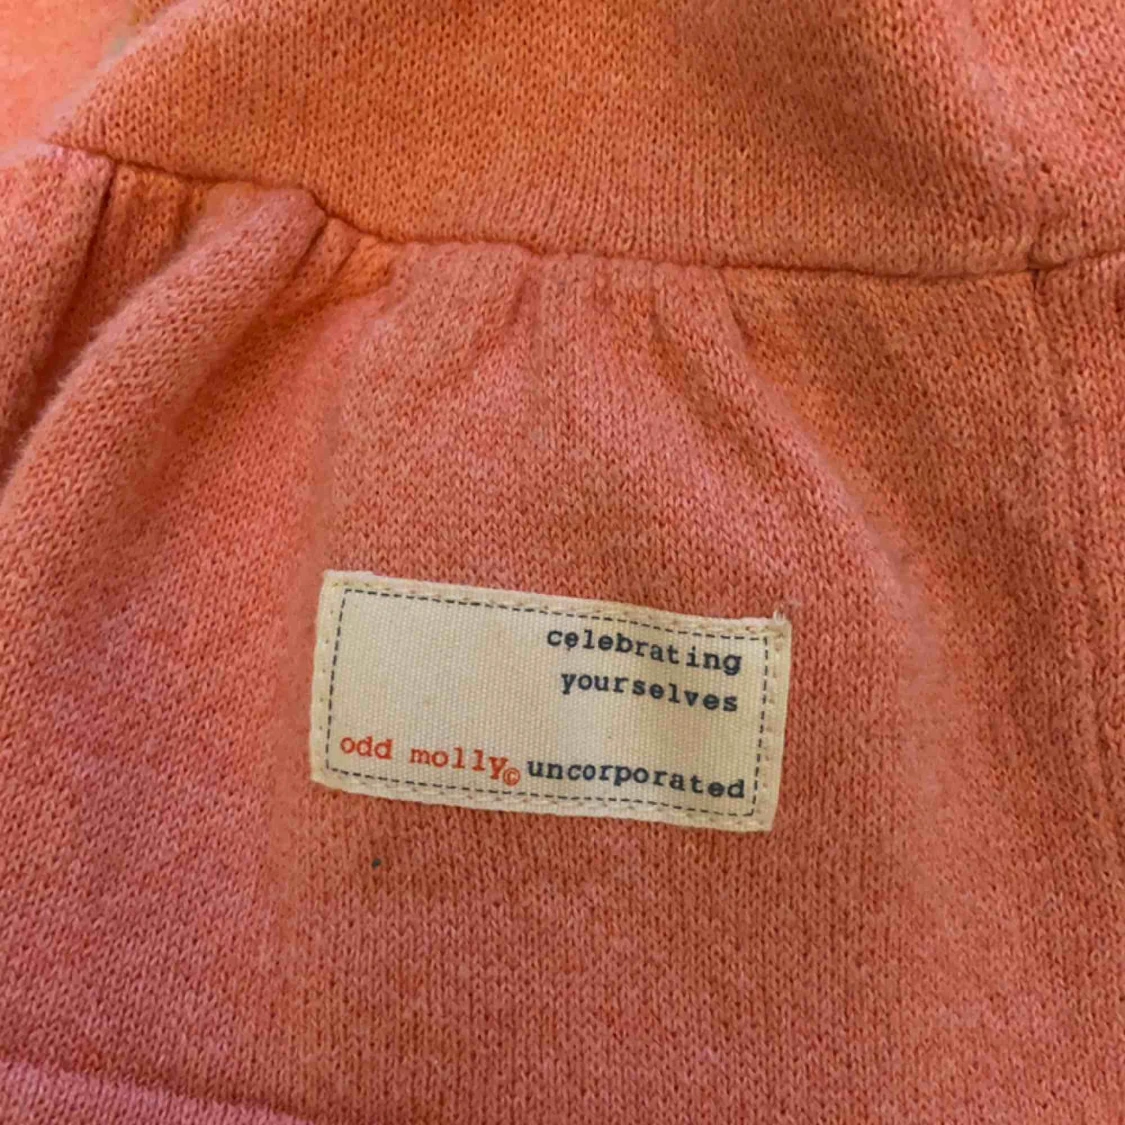 celebrating
yourselves
odd molly© uncorporated